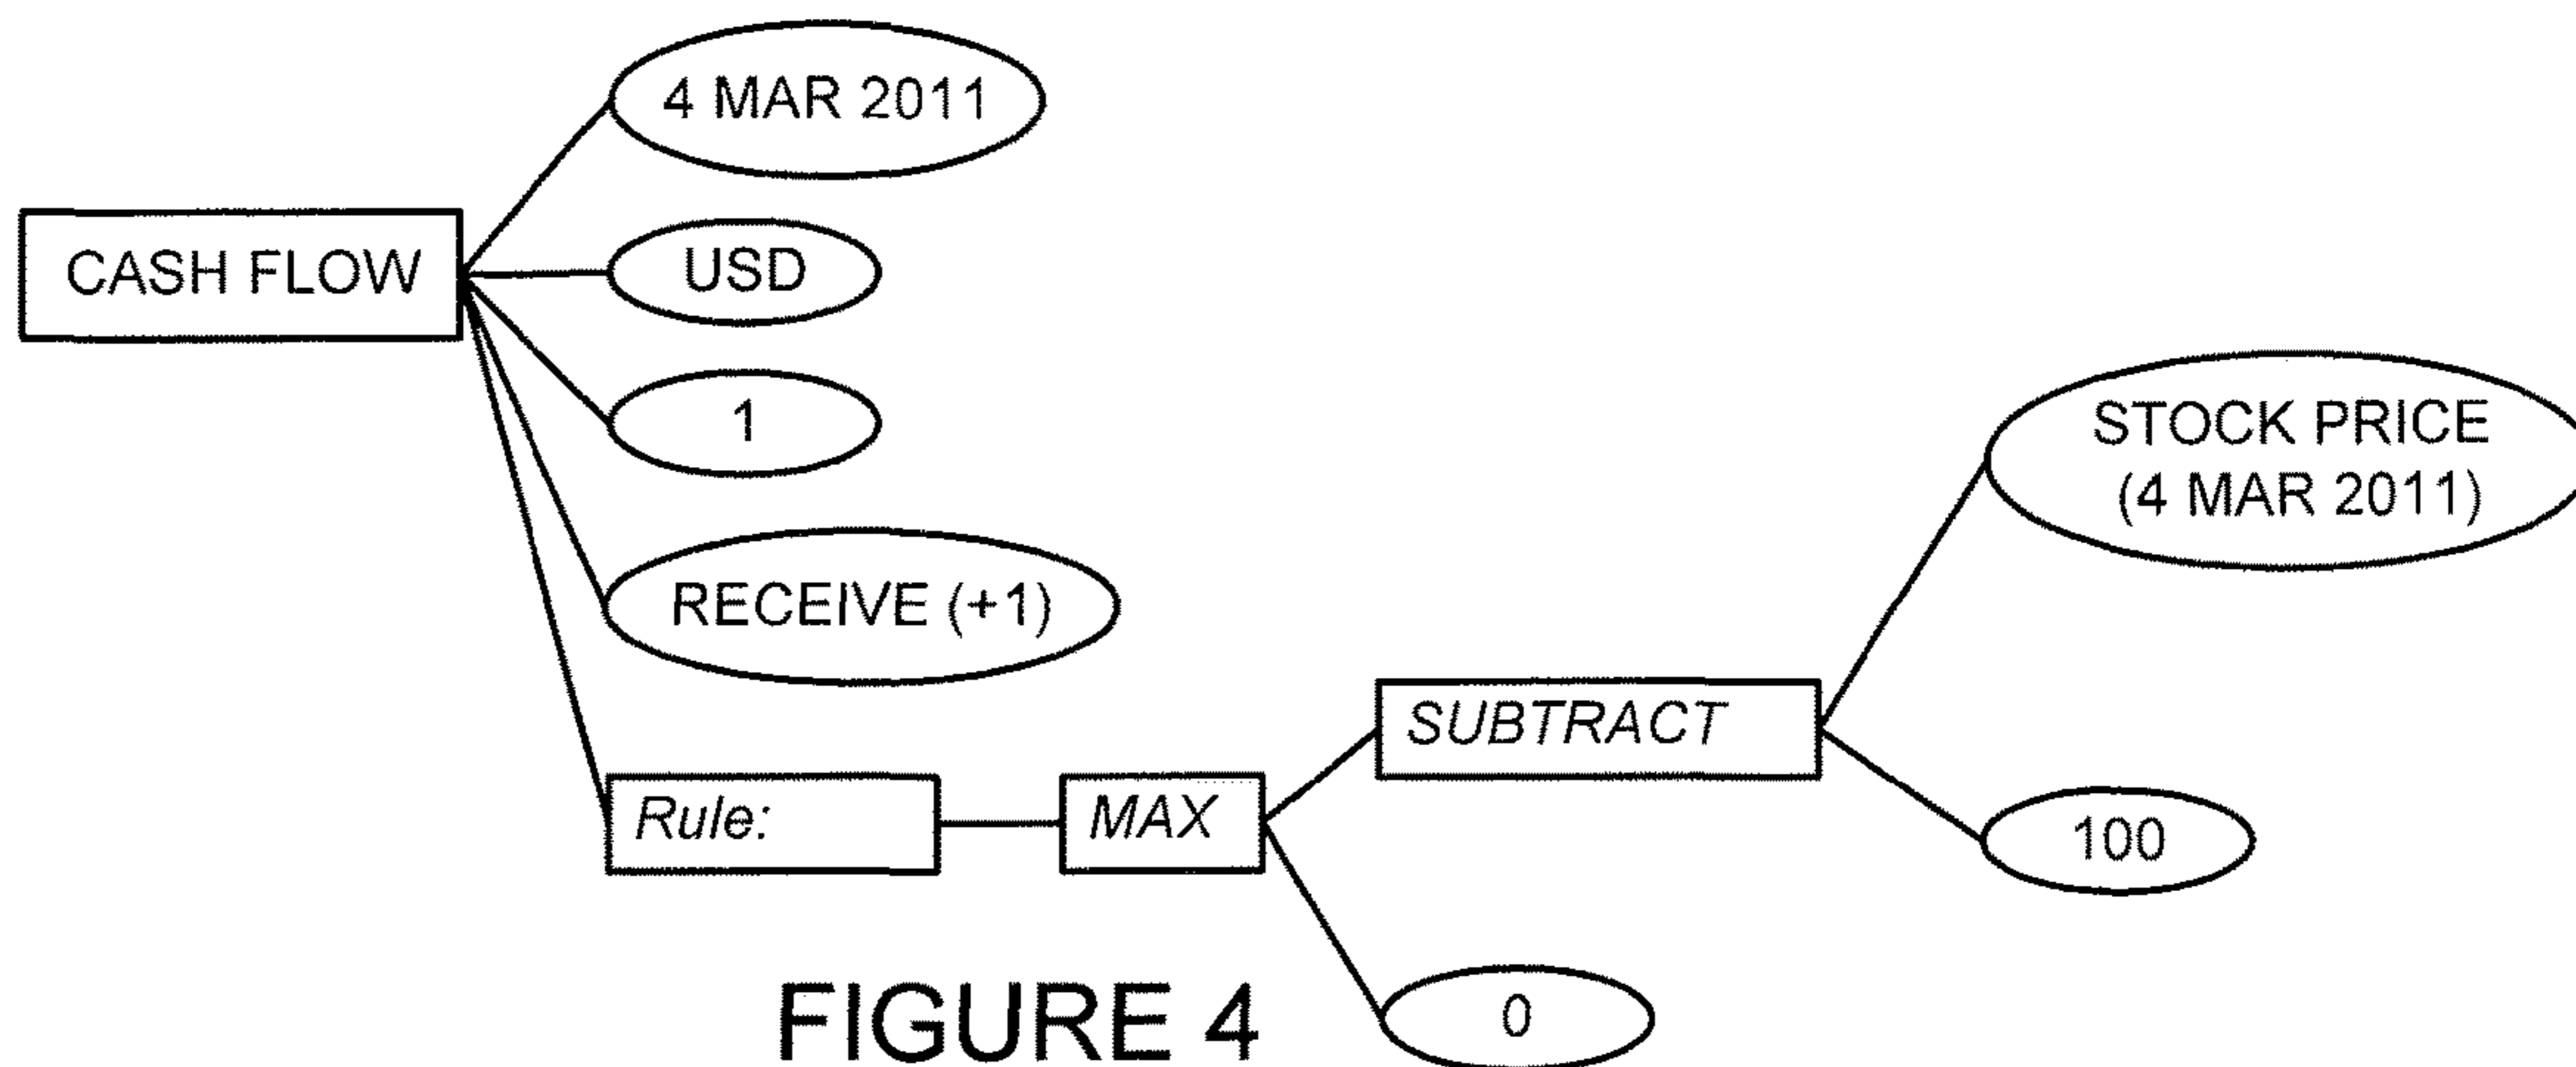 4 MAR 2011
CASH FLOW
USD
1
RECEIVE (+1)
STOCK PRICE
(4 MAR 2011)
SUBTRACT
Rule:
MAX
100
0
FIGURE 4